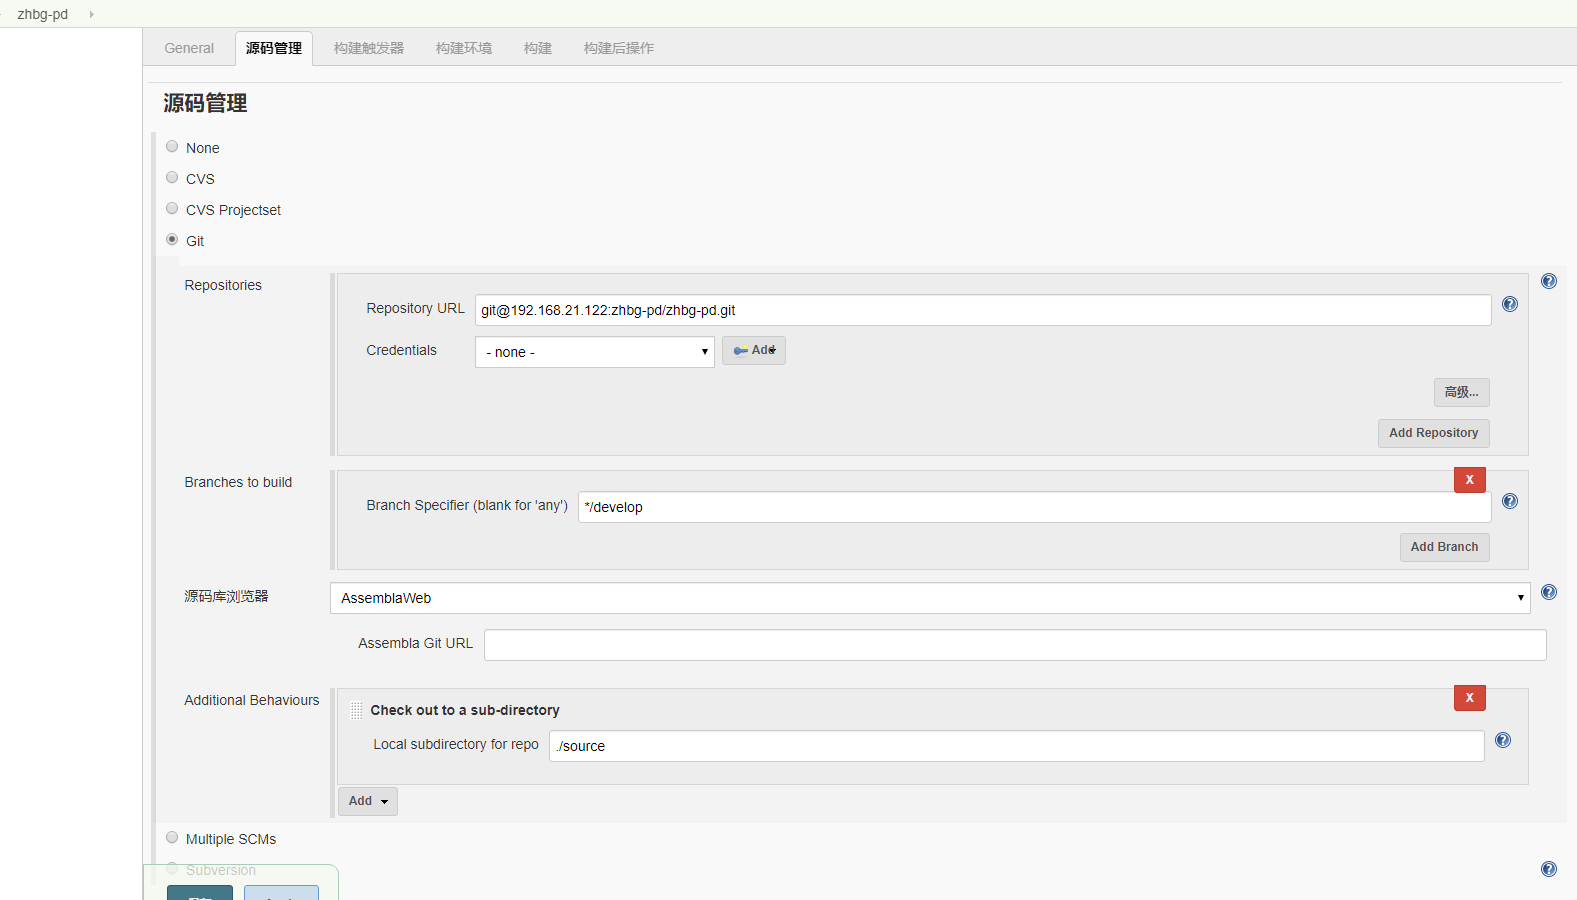 zhbg-pd
General 源码管理 构建触发器 构建环境 构建 构建后操作
源码管理
None
CVS
CVS Projectset
Git
Repositories
Repository URL git@192.168.21.122:zhbg-pd/zhbg-pd.git
Credentials - none - Add
高级...
Add Repository
Branches to build
X
Branch Specifier (blank for 'any') */develop
Add Branch
源码库浏览器 AssemblaWeb
Assembla Git URL
Additional Behaviours
X
Check out to a sub-directory
Local subdirectory for repo ./source
Add
Multiple SCMs
Subversion